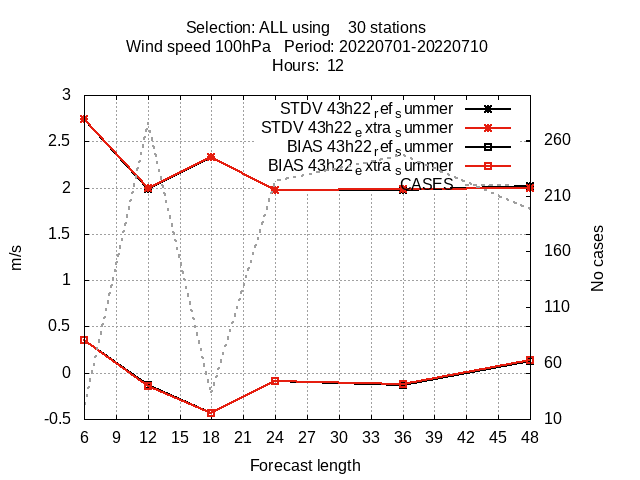 Selection: ALL using 30 stations
Wind speed 100hPa Period: 20220701-20220710
Hours: 12
STDV 43h22_ref_summer
STDV 43h22_extra_summer
BIAS 43h22_ref_summer
BIAS 43h22_extra_summer
CASES
3
2.5
2
1.5
1
0.5
0
-0.5
260
210
160
110
60
10
m/s
No cases
6 9 12 15 18 21 24 27 30 33 36 39 42 45 48
Forecast length